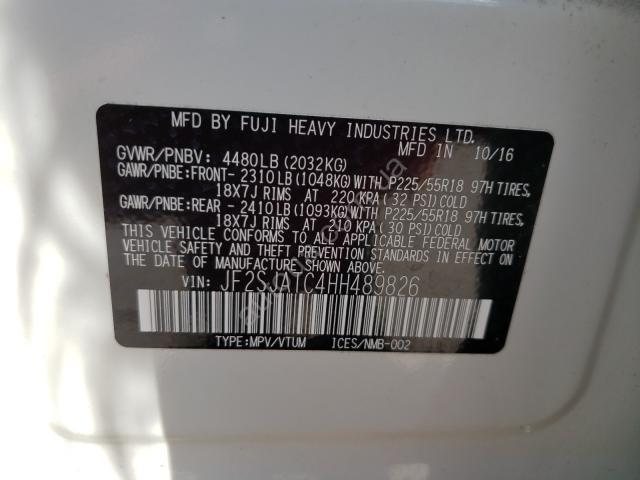 MFD BY FUJI HEAVY INDUSTRIES LTD.
MFD IN 10/16
GVWR/PNBV: 4480LB(2032KG)
GAWR/PNBE:FRONT- 2310LB(1048KG)WITH P225/55R18 97H TIRES,
18X7J RIMS AT 220 KPA(32 PSI)COLD
GAWR/PNBE:REAR - 2410LB(1093KG)WITH P225/55R18 97H TIRES,
18X7J RIMS AT 210 KPA(30 PSI)COLD
THIS VEHICLE CONFORMS TO ALL APPLICABLE FEDERAL MOTOR
VEHICLE SAFETY AND THEFT PREVENTION STANDARDS IN EFFECT ON
THE DATE OF MANUFACTURE SHOWN ABOVE.
VIN: JF2SJATC4HH489826
TYPE:MPV/VTUM ICES/NMB-002